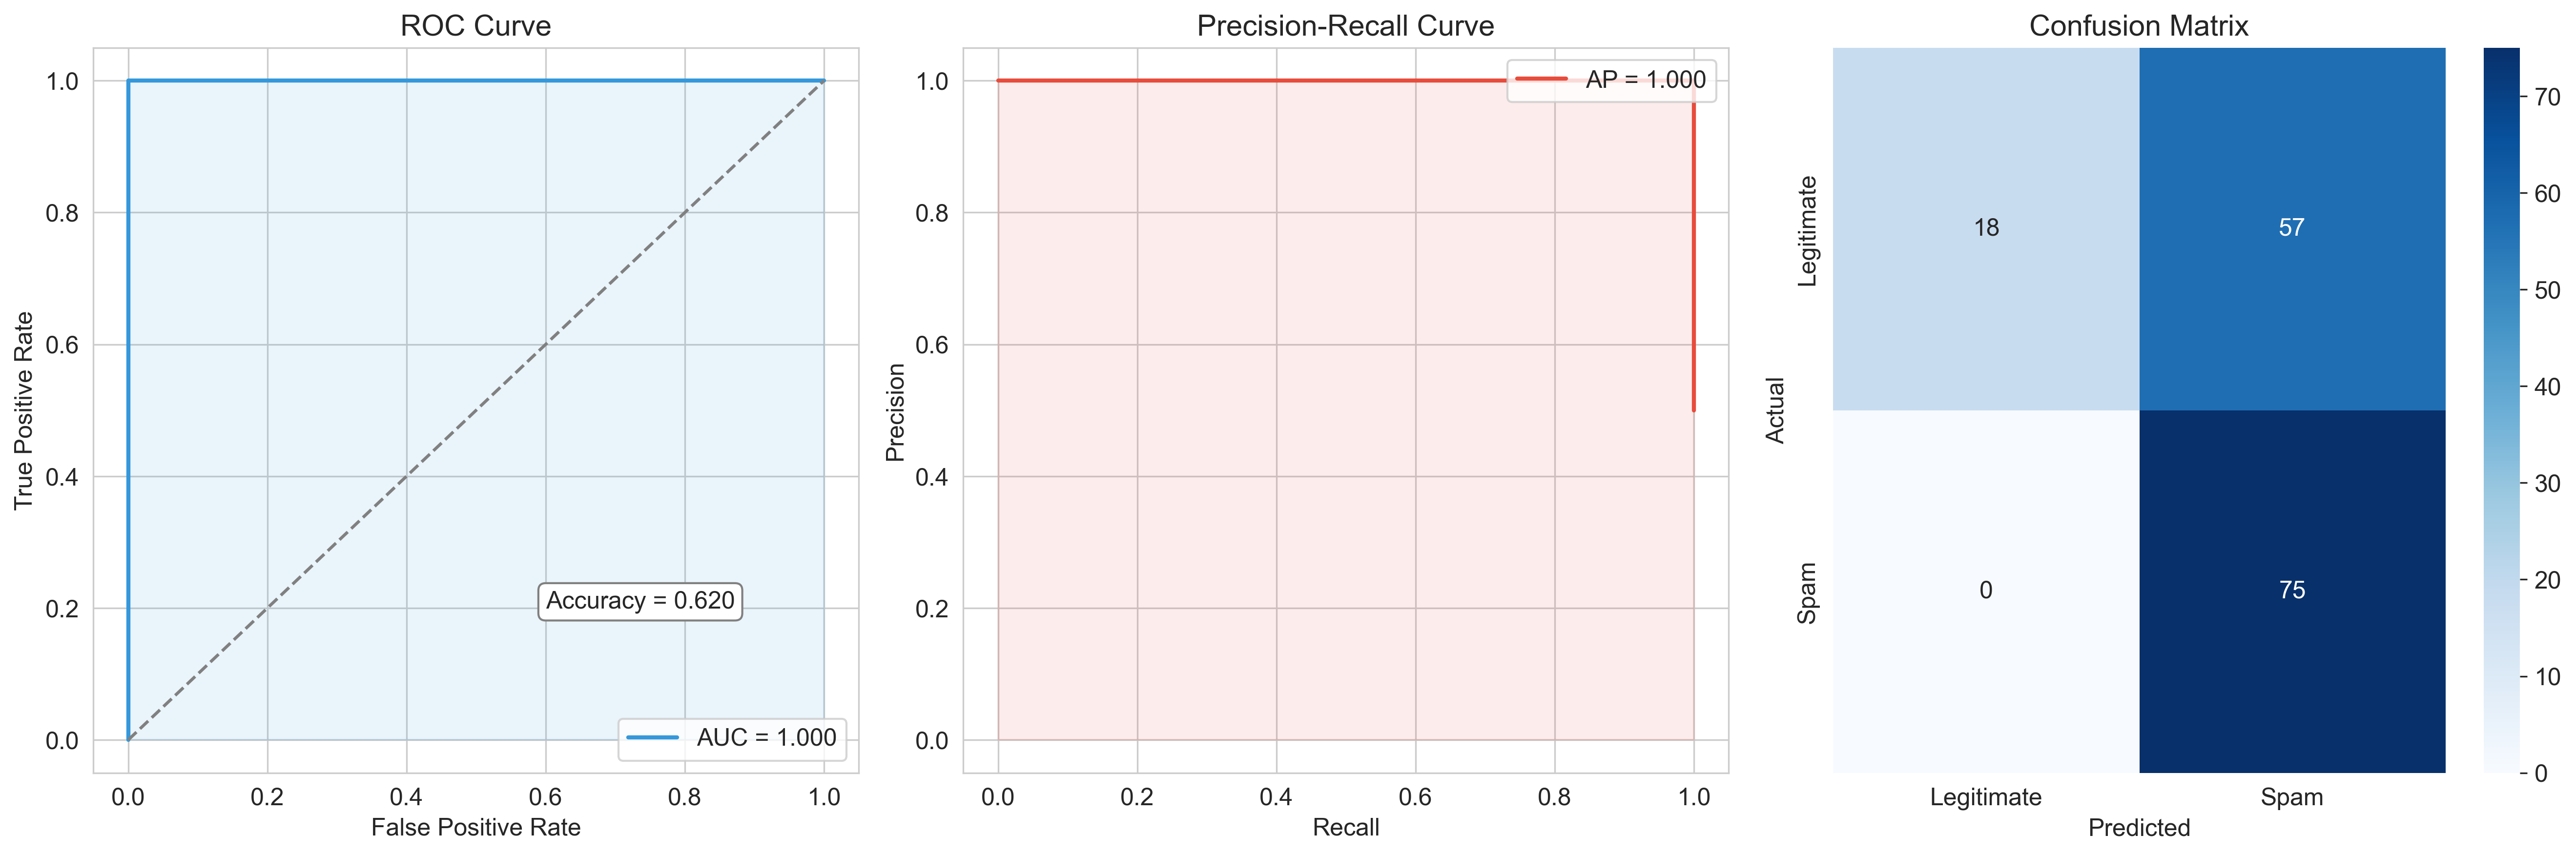 ROC Curve
True Positive Rate
1.0
0.8
0.6
0.4
0.2
0.0
Accuracy = 0.620
AUC = 1.000
0.0 0.2 0.4 0.6 0.8 1.0
False Positive Rate
Precision-Recall Curve
Precision
1.0
0.8
0.6
0.4
0.2
0.0
AP = 1.000
0.0 0.2 0.4 0.6 0.8 1.0
Recall
Confusion Matrix
Actual
Legitimate
18 57
Spam
0 75
Legitimate Spam
Predicted
70
60
50
40
30
20
10
0